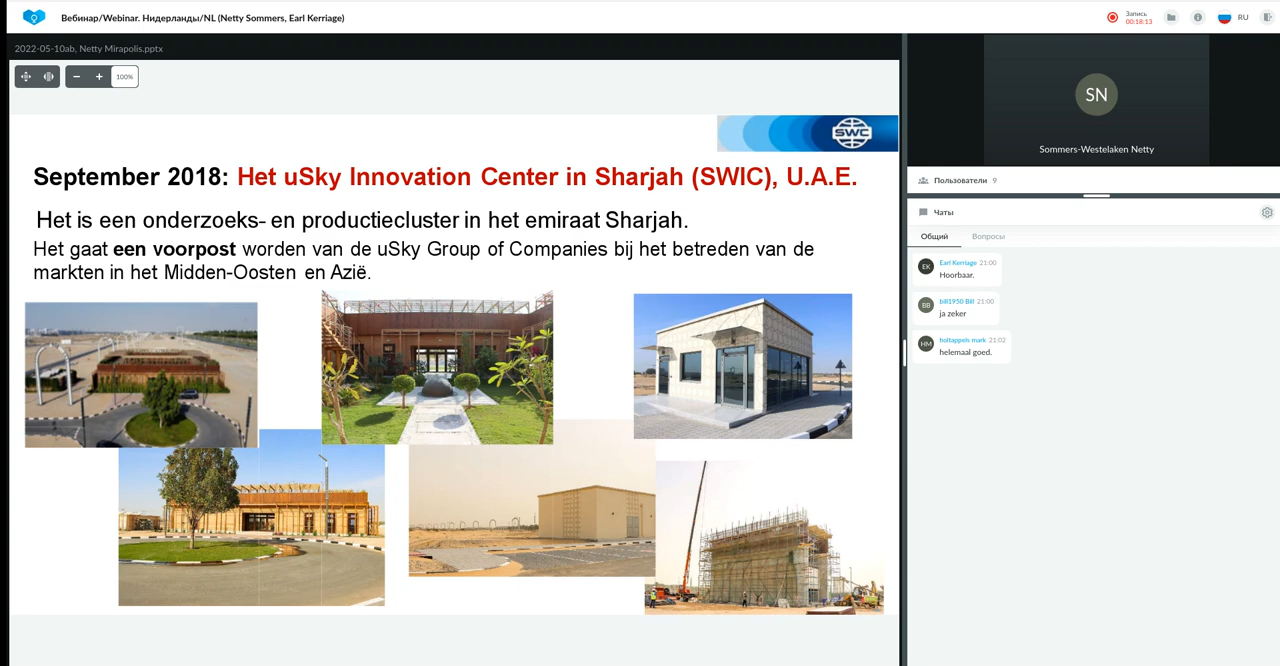 Вебинар/Webinar. Нидерланды/NL (Netty Sommers, Earl Kerriage)
Запись
00:18:13
RU
2022-05-10ab, Netty Mirapolis.pptx
100%
SWC
September 2018: Het uSky Innovation Center in Sharjah (SWIC), U.A.E.
Het is een onderzoeks- en productiecluster in het emiraat Sharjah.
Het gaat een voorpost worden van de uSky Group of Companies bij het betreden van de
markten in het Midden-Oosten en Azië.
SN
Sommers-Westelaken Netty
Пользователи 9
Чаты
Общий Вопросы
EK Earl Kerriage 21:00
Hoorbaar.
BB bill1950 Bill 21:00
ja zeker
HM holtappels mark 21:02
helemaal goed.